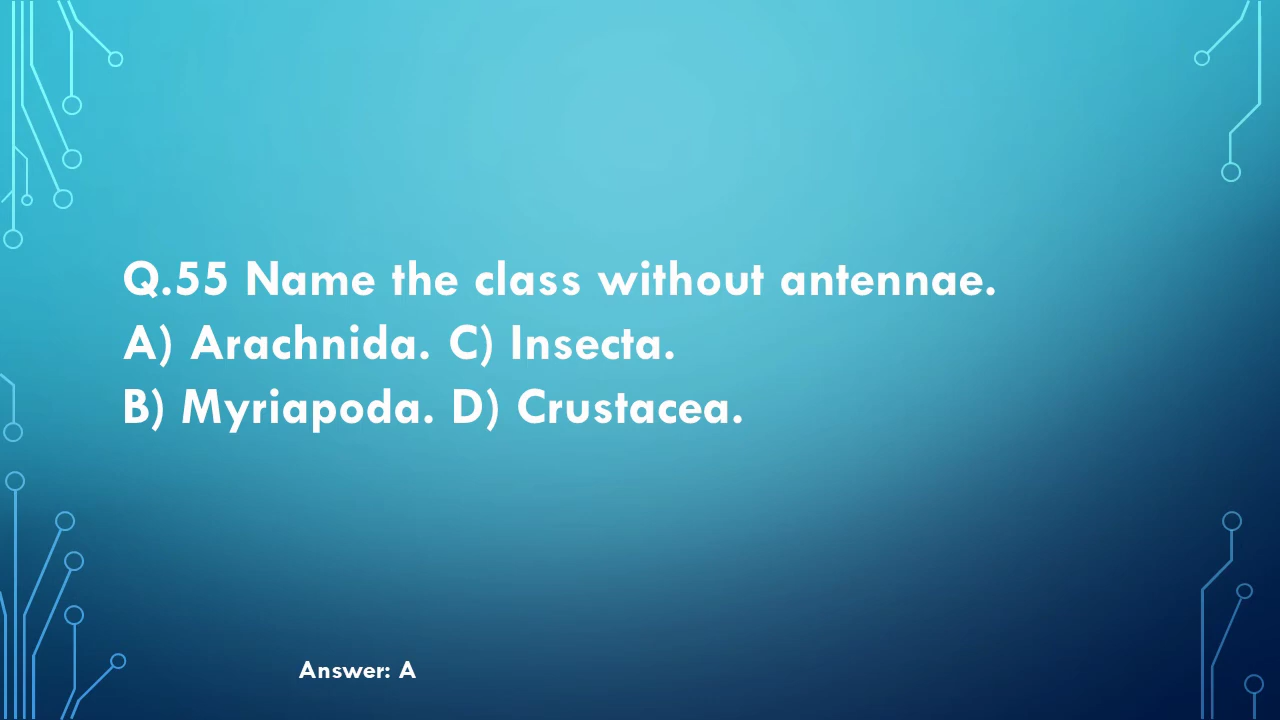 Q.55 Name the class without antennae.
A) Arachnida. C) Insecta.
B) Myriapoda. D) Crustacea.
Answer: A